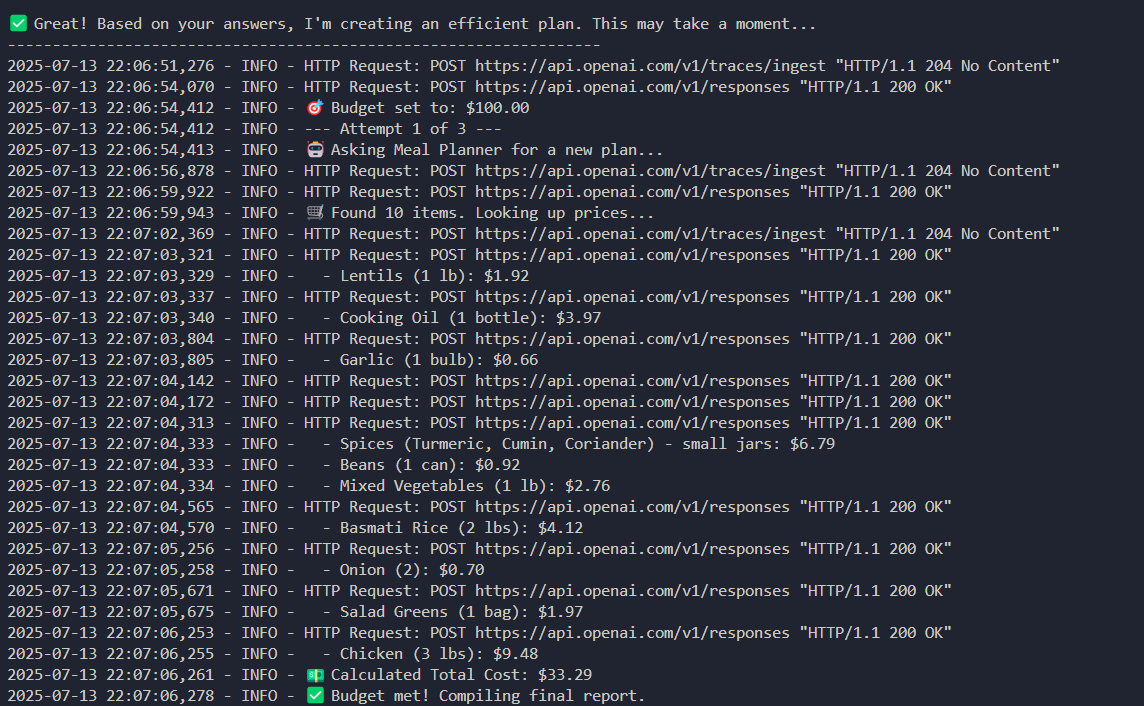 ✅ Great! Based on your answers, I'm creating an efficient plan. This may take a moment...
------------------------------------------------------------------
2025-07-13 22:06:51,276 - INFO - HTTP Request: POST https://api.openai.com/v1/traces/ingest "HTTP/1.1 204 No Content"
2025-07-13 22:06:54,070 - INFO - HTTP Request: POST https://api.openai.com/v1/responses "HTTP/1.1 200 OK"
2025-07-13 22:06:54,412 - INFO - 🎯 Budget set to: $100.00
2025-07-13 22:06:54,412 - INFO - --- Attempt 1 of 3 ---
2025-07-13 22:06:54,413 - INFO - 🤖 Asking Meal Planner for a new plan...
2025-07-13 22:06:56,878 - INFO - HTTP Request: POST https://api.openai.com/v1/traces/ingest "HTTP/1.1 204 No Content"
2025-07-13 22:06:59,922 - INFO - HTTP Request: POST https://api.openai.com/v1/responses "HTTP/1.1 200 OK"
2025-07-13 22:06:59,943 - INFO - 🛒 Found 10 items. Looking up prices...
2025-07-13 22:07:02,369 - INFO - HTTP Request: POST https://api.openai.com/v1/traces/ingest "HTTP/1.1 204 No Content"
2025-07-13 22:07:03,321 - INFO - HTTP Request: POST https://api.openai.com/v1/responses "HTTP/1.1 200 OK"
2025-07-13 22:07:03,329 - INFO -   - Lentils (1 lb): $1.92
2025-07-13 22:07:03,337 - INFO - HTTP Request: POST https://api.openai.com/v1/responses "HTTP/1.1 200 OK"
2025-07-13 22:07:03,340 - INFO -   - Cooking Oil (1 bottle): $3.97
2025-07-13 22:07:03,804 - INFO - HTTP Request: POST https://api.openai.com/v1/responses "HTTP/1.1 200 OK"
2025-07-13 22:07:03,805 - INFO -   - Garlic (1 bulb): $0.66
2025-07-13 22:07:04,142 - INFO - HTTP Request: POST https://api.openai.com/v1/responses "HTTP/1.1 200 OK"
2025-07-13 22:07:04,172 - INFO - HTTP Request: POST https://api.openai.com/v1/responses "HTTP/1.1 200 OK"
2025-07-13 22:07:04,313 - INFO - HTTP Request: POST https://api.openai.com/v1/responses "HTTP/1.1 200 OK"
2025-07-13 22:07:04,333 - INFO -   - Spices (Turmeric, Cumin, Coriander) - small jars: $6.79
2025-07-13 22:07:04,333 - INFO -   - Beans (1 can): $0.92
2025-07-13 22:07:04,334 - INFO -   - Mixed Vegetables (1 lb): $2.76
2025-07-13 22:07:04,565 - INFO - HTTP Request: POST https://api.openai.com/v1/responses "HTTP/1.1 200 OK"
2025-07-13 22:07:04,570 - INFO -   - Basmati Rice (2 lbs): $4.12
2025-07-13 22:07:05,256 - INFO - HTTP Request: POST https://api.openai.com/v1/responses "HTTP/1.1 200 OK"
2025-07-13 22:07:05,258 - INFO -   - Onion (2): $0.70
2025-07-13 22:07:05,671 - INFO - HTTP Request: POST https://api.openai.com/v1/responses "HTTP/1.1 200 OK"
2025-07-13 22:07:05,675 - INFO -   - Salad Greens (1 bag): $1.97
2025-07-13 22:07:06,253 - INFO - HTTP Request: POST https://api.openai.com/v1/responses "HTTP/1.1 200 OK"
2025-07-13 22:07:06,255 - INFO -   - Chicken (3 lbs): $9.48
2025-07-13 22:07:06,261 - INFO - 💵 Calculated Total Cost: $33.29
2025-07-13 22:07:06,278 - INFO - ✅ Budget met! Compiling final report.